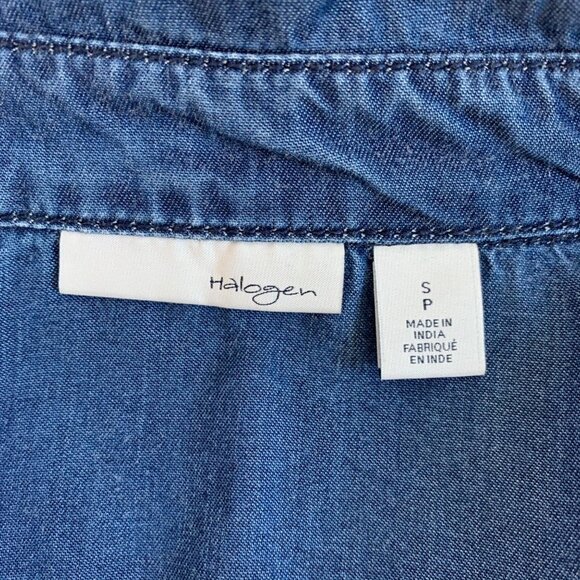 Halogen
S
P
MADE IN
INDIA
FABRIQUÉ
EN INDE